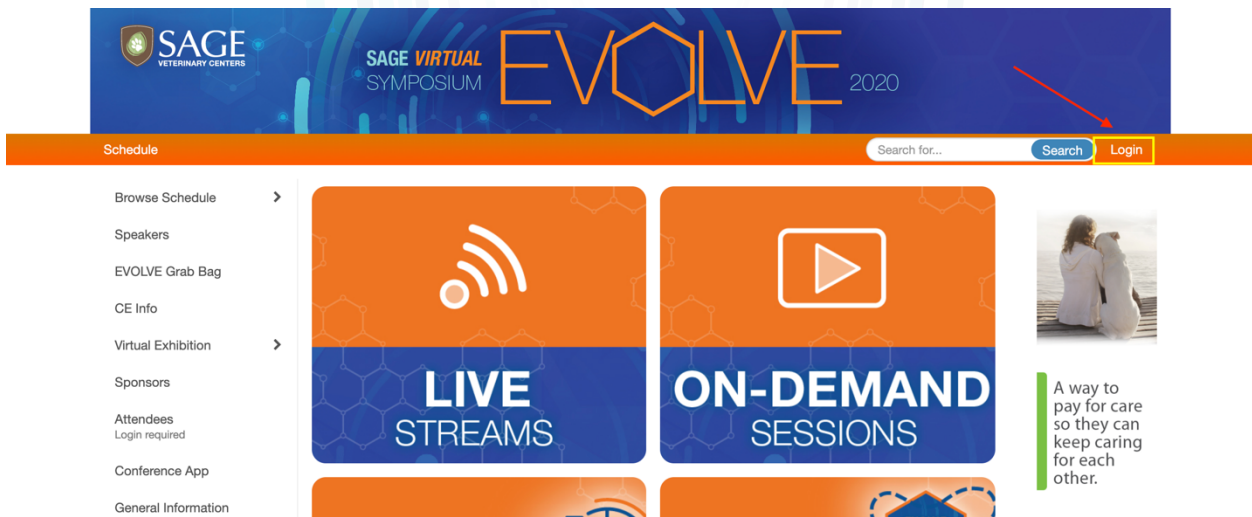 SAGE
VETERINARY CENTERS
SAGE VIRTUAL
SYMPOSIUM
EVOLVE
2020
Schedule
Search for...
Search
Login
Browse Schedule
Speakers
EVOLVE Grab Bag
CE Info
Virtual Exhibition
Sponsors
Attendees
Login required
Conference App
General Information
LIVE
STREAMS
ON-DEMAND
SESSIONS
A way to
pay for care
so they can
keep caring
for each
other.